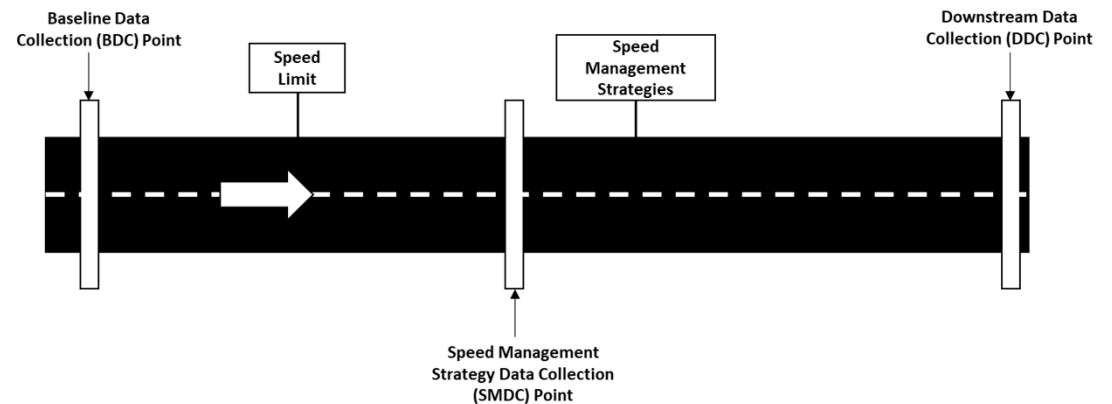 Baseline Data
Collection (BDC) Point
Speed
Limit
Speed
Management
Strategies
Downstream Data
Collection (DDC) Point
Speed Management
Strategy Data Collection
(SMDC) Point